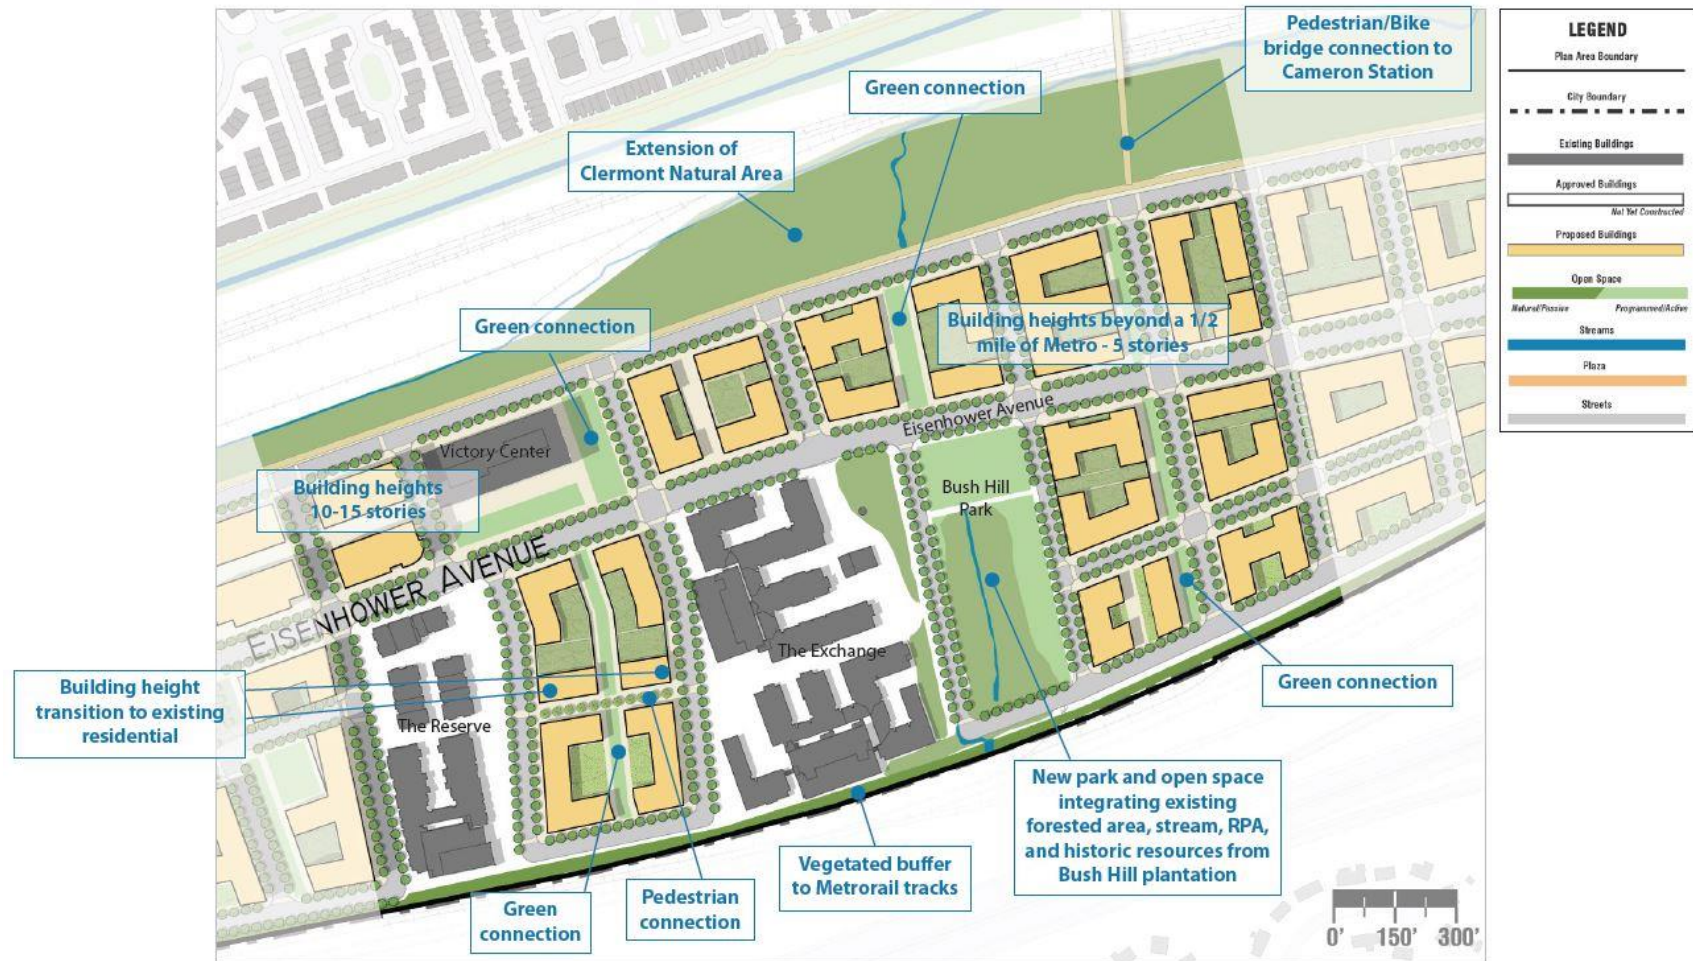 Pedestrian/Bike
bridge connection to
Cameron Station
Green connection
Extension of
Clermont Natural Area
Green connection
Building heights beyond a 1/2
mile of Metro - 5 stories
Eisenhower Avenue
Victory Center
Building heights
10-15 stories
Bush Hill
Park
EISENHOWER AVENUE
The Exchange
Building height
transition to existing
residential
The Reserve
Green connection
New park and open space
integrating existing
forested area, stream, RPA,
and historic resources from
Bush Hill plantation
Vegetated buffer
to Metrorail tracks
Pedestrian
connection
Green
connection
0' 150' 300'
LEGEND
Plan Area Boundary
City Boundary
Existing Buildings
Approved Buildings
Not Yet Constructed
Proposed Buildings
Open Space
Natural/Passive Programmed/Active
Streams
Plaza
Streets